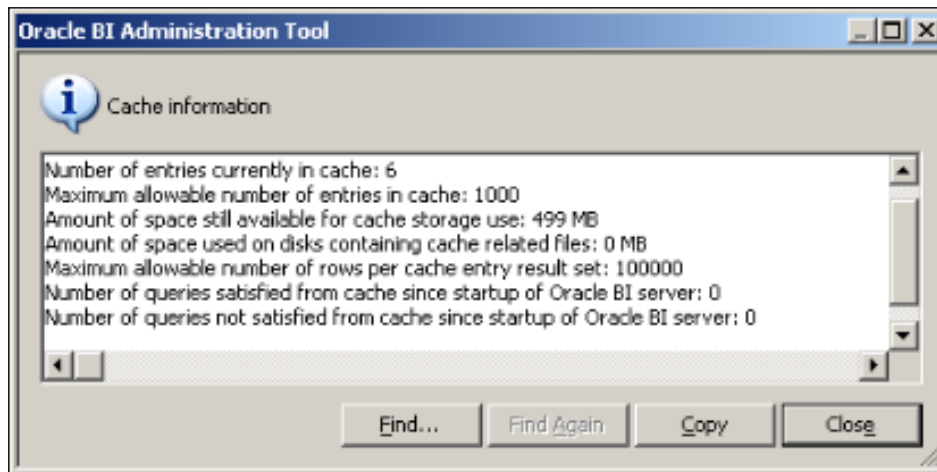 Oracle BI Administration Tool
Cache information
Number of entries currently in cache: 6
Maximum allowable number of entries in cache: 1000
Amount of space still available for cache storage use: 499 MB
Amount of space used on disks containing cache related files: 0 MB
Maximum allowable number of rows per cache entry result set: 100000
Number of queries satisfied from cache since startup of Oracle BI server: 0
Number of queries not satisfied from cache since startup of Oracle BI server: 0
Find... Find Again Copy Close